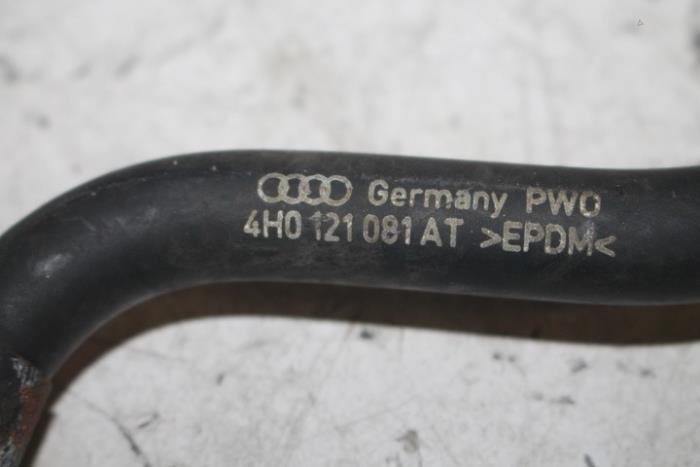 Germany PWO
4H0 121 081 AT >EPDM<